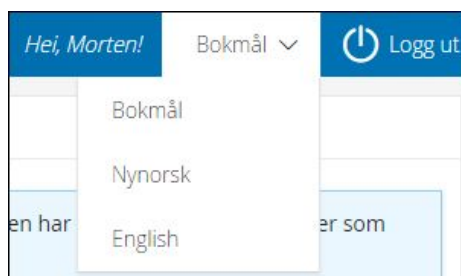 Hei, Morten! Bokmål Logg ut
Bokmål
Nynorsk
en har er som
English